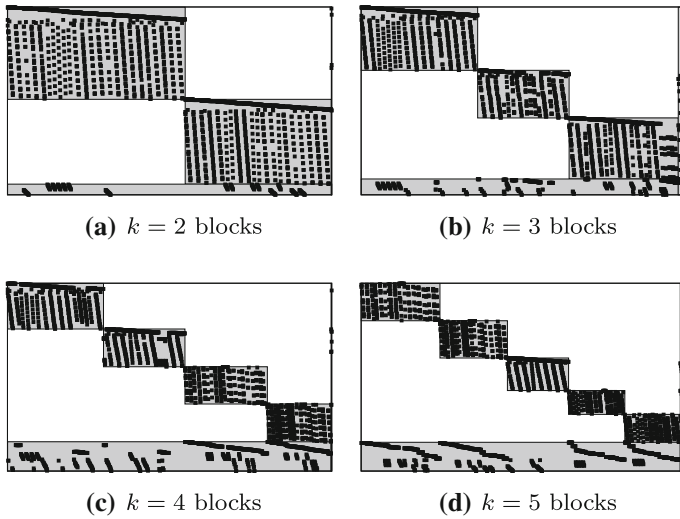 (a) k = 2 blocks
(b) k = 3 blocks
(c) k = 4 blocks
(d) k = 5 blocks